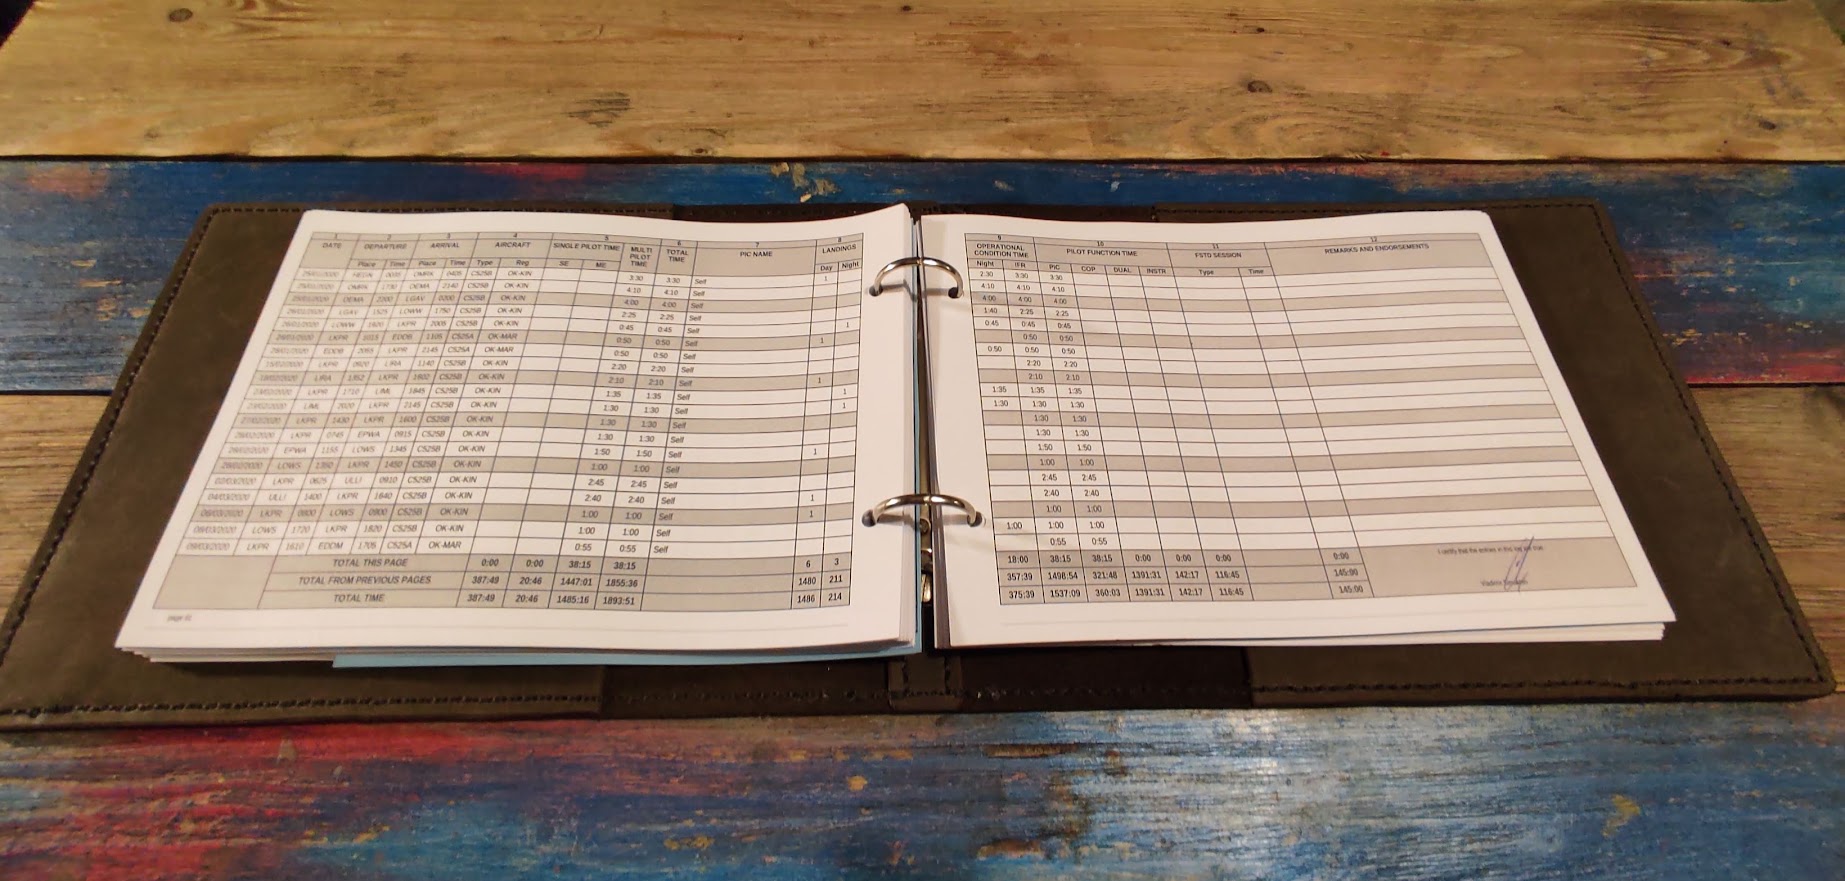 1 2 3 4 5 6 7 8
DATE DEPARTURE ARRIVAL AIRCRAFT SINGLE PILOT TIME MULTI PILOT TIME TOTAL TIME PIC NAME LANDINGS
Place Time Place Time Type Reg SE ME Day Night
HEGN OMRK C525B OK-KIN 3:30 3:30 Self 1
OMRK 1730 OEMA 2140 C525B OK-KIN 4:10 4:10 Self
OEMA 2200 LGAV 0200 C525B OK-KIN 4:00 4:00 Self
LGAV 1525 LOWW 1750 C525B OK-KIN 2:25 2:25 Self
LOWW 1920 LKPR 2005 C525B OK-KIN 0:45 0:45 Self 1
LKPR 1015 EDDB 1105 C525A OK-MAR 0:50 0:50 Self 1
EDDB 2055 LKPR 2145 C525A OK-MAR 0:50 0:50 Self
LKPR 0920 LIRA 1140 C525B OK-KIN 2:20 2:20 Self
LIRA 1352 LKPR 1602 C525B OK-KIN 2:10 2:10 Self 1
LKPR 1710 LIML 1845 C525B OK-KIN 1:35 1:35 Self 1
LIML 2020 LKPR 2145 C525B OK-KIN 1:30 1:30 Self 1
LKPR 1430 LKPR 1600 C525B OK-KIN 1:30 1:30 Self
LKPR 0745 EPWA 0915 C525B OK-KIN 1:30 1:30 Self
EPWA 1155 LOWS 1345 C525B OK-KIN 1:50 1:50 Self 1
LOWS 1350 LKPR 1450 C525B OK-KIN 1:00 1:00 Self
02/03/2020 LKPR 0625 ULLI 0910 C525B OK-KIN 2:45 2:45 Self
04/03/2020 ULLI 1400 LKPR 1640 C525B OK-KIN 2:40 2:40 Self 1
08/03/2020 LKPR 0800 LOWS 0900 C525B OK-KIN 1:00 1:00 Self 1
08/03/2020 LOWS 1720 LKPR 1820 C525B OK-KIN 1:00 1:00 Self
09/03/2020 LKPR 1610 EDDM 1705 C525A OK-MAR 0:55 0:55 Self
TOTAL THIS PAGE 0:00 0:00 38:15 38:15 6 3
TOTAL FROM PREVIOUS PAGES 387:49 20:46 1447:01 1855:36 1480 211
TOTAL TIME 387:49 20:46 1485:16 1893:51 1486 214
9 10 11 12
OPERATIONAL CONDITION TIME PILOT FUNCTION TIME FSTD SESSION REMARKS AND ENDORSEMENTS
Night IFR PIC COP DUAL INSTR Type Time
2:30 3:30 3:30
4:10 4:10 4:10
4:00 4:00 4:00
1:40 2:25 2:25
0:45 0:45 0:45
0:50 0:50
0:50 0:50 0:50
2:20 2:20
2:10 2:10
1:35 1:35 1:35
1:30 1:30 1:30
1:30 1:30
1:30 1:30
1:50 1:50
1:00 1:00
2:45 2:45
2:40 2:40
1:00 1:00
1:00 1:00 1:00
0:55 0:55
18:00 38:15 38:15 0:00 0:00 0:00 0:00
357:39 1498:54 321:48 1391:31 142:17 116:45 145:00
375:39 1537:09 360:03 1391:31 142:17 116:45 145:00
I certify that the entries in this log are true.